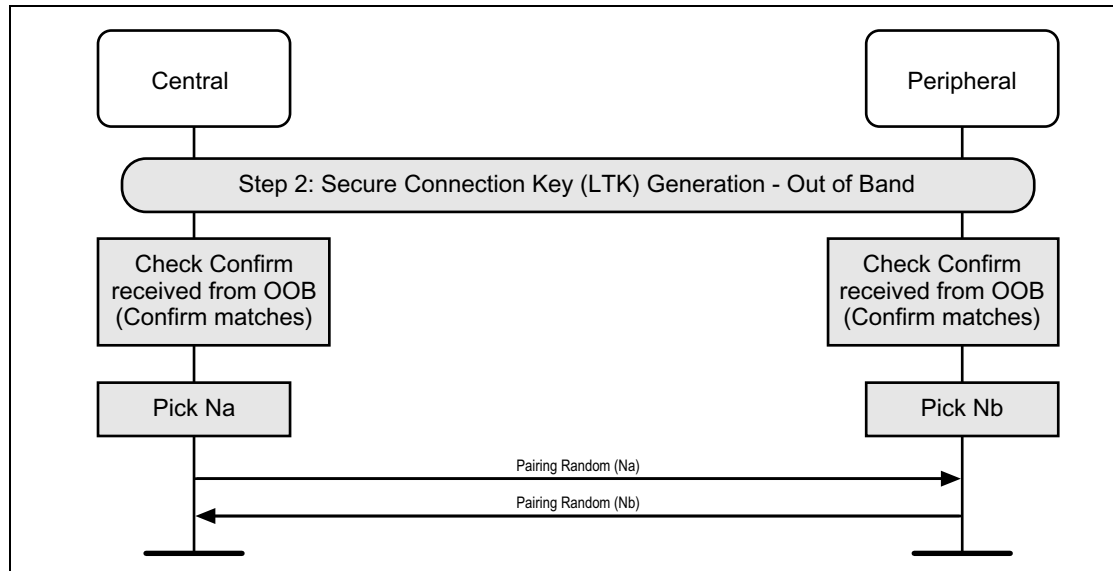 Central
Peripheral
Step 2: Secure Connection Key (LTK) Generation - Out of Band
Check Confirm
received from OOB
(Confirm matches)
Check Confirm
received from OOB
(Confirm matches)
Pick Na
Pick Nb
Pairing Random (Na)
Pairing Random (Nb)